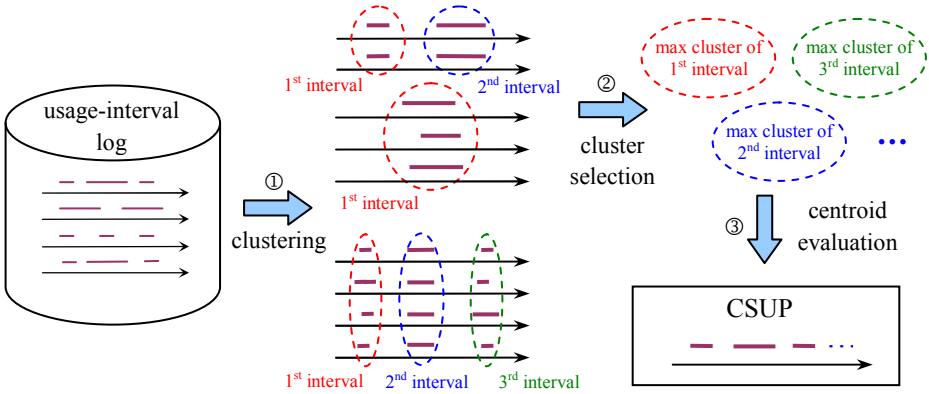 usage-interval
log
①
clustering
1st interval
2nd interval
1st interval
1st interval
2nd interval
3rd interval
②
cluster
selection
max cluster of
1st interval
max cluster of
3rd interval
max cluster of
2nd interval
•••
③
centroid
evaluation
CSUP